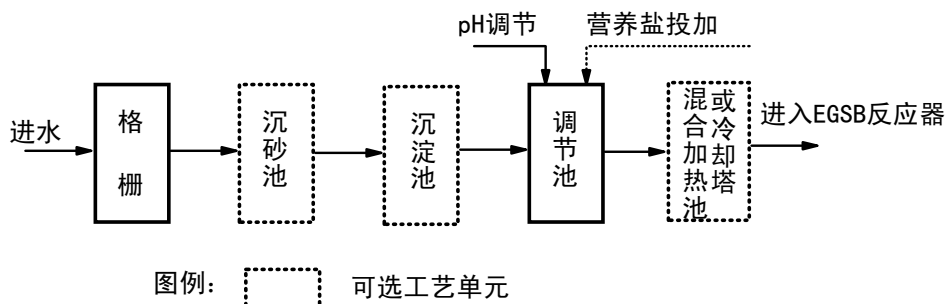 pH调节
营养盐投加
进水
格栅
沉砂池
沉淀池
调节池
混合加热池
或冷却塔
进入EGSB反应器
图例：
可选工艺单元